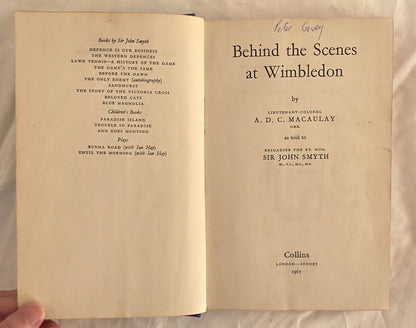 Books by Sir John Smyth
DEFENCE IS OUR BUSINESS
THE WESTERN DEFENCES
LAWN TENNIS—A HISTORY OF THE GAME
THE GAME'S THE SAME
BEFORE THE DAWN
THE ONLY ENEMY (autobiography)
SANDHURST
THE STORY OF THE VICTORIA CROSS
BELOVED CATS
BLUE MAGNOLIA
Children's Books
PARADISE ISLAND
TROUBLE IN PARADISE
ANN GOES HUNTING
Plays
BURMA ROAD (with Ian Hay)
UNTIL THE MORNING (with Ian Hay)
Peter
Behind the Scenes
at Wimbledon
by
LIEUTENANT-COLONEL
A. D. C. MACAULAY
O.B.E.
as told to
BRIGADIER THE RT. HON.
SIR JOHN SMYTH
BT., V.C., M.C., M.P.
Collins
LONDON—SYDNEY
1965